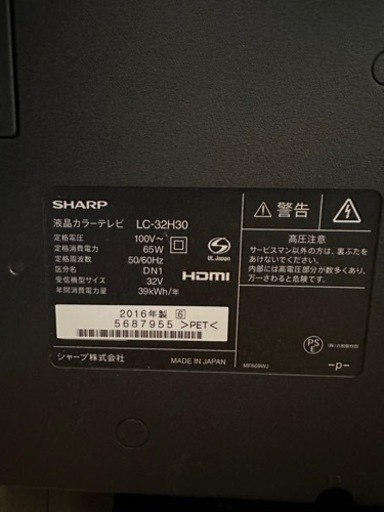 SHARP
液晶カラーテレビ LC-32H30
定格電圧 100V～
定格消費電力 65W
定格周波数 50/60Hz
区分名 DN1
受信機型サイズ 32V
年間消費電力量 39kWh/年
UL Japan
HDMI
2016年製 6
5687955 >PET<
シャープ株式会社 MADE IN JAPAN
警告
高圧注意
サービスマン以外の方は、裏ぶたを
あけないでください。
内部には高電圧部分が数多くあり、
万一さわると危険です。
PSE
-p-